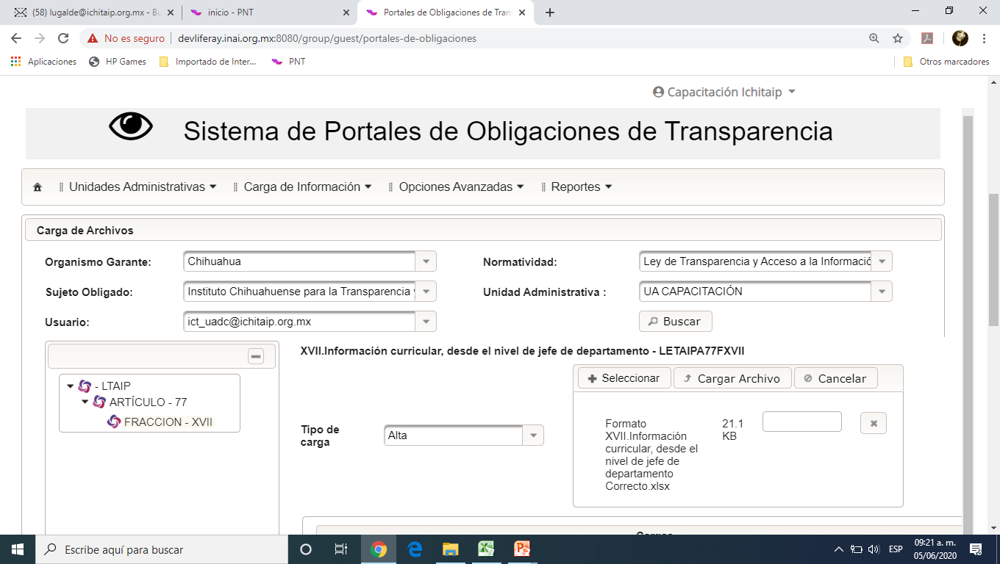 (58) lugalde@ichitaip.org.mx - Bu
inicio - PNT
Portales de Obligaciones de Tran
No es seguro
devliferay.inai.org.mx:8080/group/guest/portales-de-obligaciones
Aplicaciones
HP Games
Importado de Inter...
PNT
Otros marcadores
Capacitación Ichitaip
Sistema de Portales de Obligaciones de Transparencia
Unidades Administrativas
Carga de Información
Opciones Avanzadas
Reportes
Carga de Archivos
Organismo Garante:
Chihuahua
Normatividad:
Ley de Transparencia y Acceso a la Informació
Sujeto Obligado:
Instituto Chihuahuense para la Transparencia y
Unidad Administrativa :
UA CAPACITACIÓN
Usuario:
ict_uadc@ichitaip.org.mx
Buscar
XVII.Información curricular, desde el nivel de jefe de departamento - LETAIPA77FXVII
- LTAIP
ARTÍCULO - 77
FRACCION - XVII
Seleccionar
Cargar Archivo
Cancelar
Tipo de
carga
Alta
Formato
XVII.Información
curricular, desde el
nivel de jefe de
departamento
Correcto.xlsx
21.1
KB
Escribe aquí para buscar
ESP
09:21 a. m.
05/06/2020